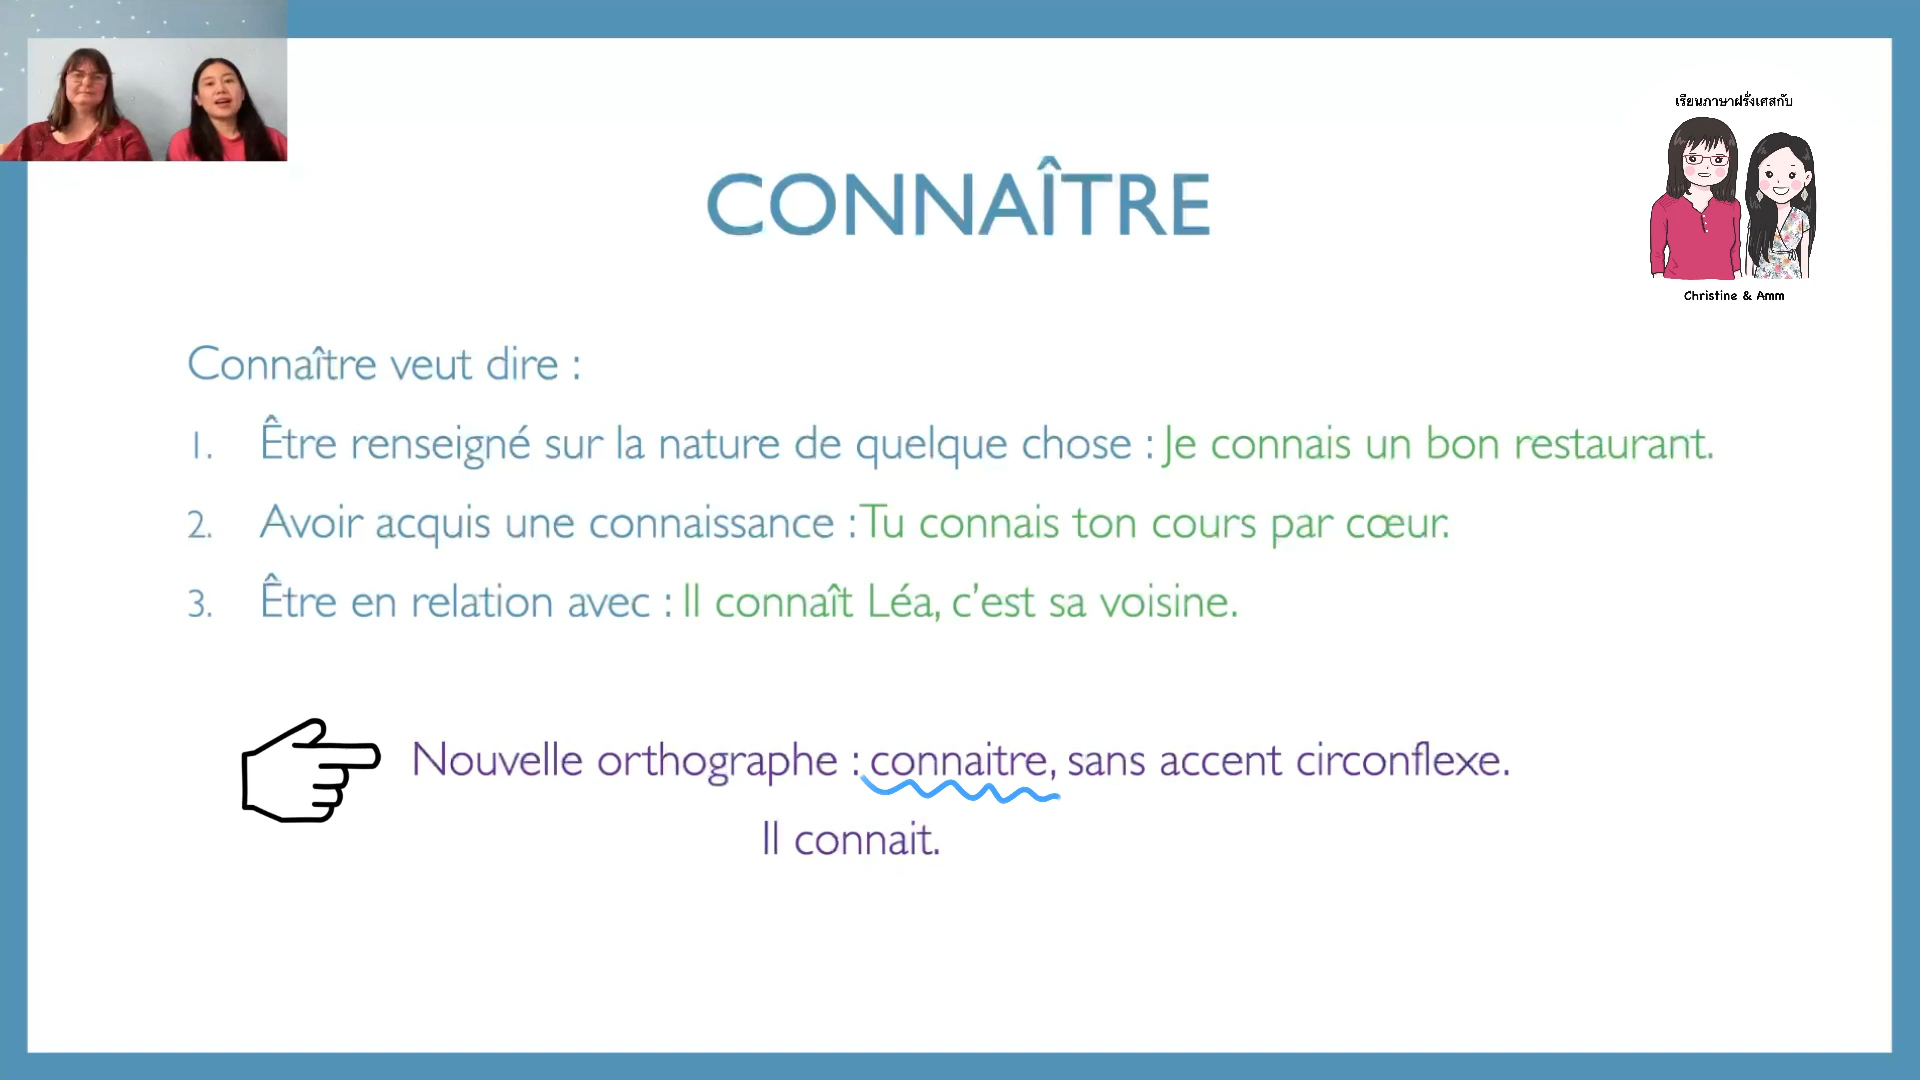 เรียนภาษาฝรั่งเศสกับ
Christine & Amm
CONNAÎTRE
Connaître veut dire :
1. Être renseigné sur la nature de quelque chose : Je connais un bon restaurant.
2. Avoir acquis une connaissance : Tu connais ton cours par cœur.
3. Être en relation avec : Il connaît Léa, c’est sa voisine.
Nouvelle orthographe : connaitre, sans accent circonflexe.
Il connait.